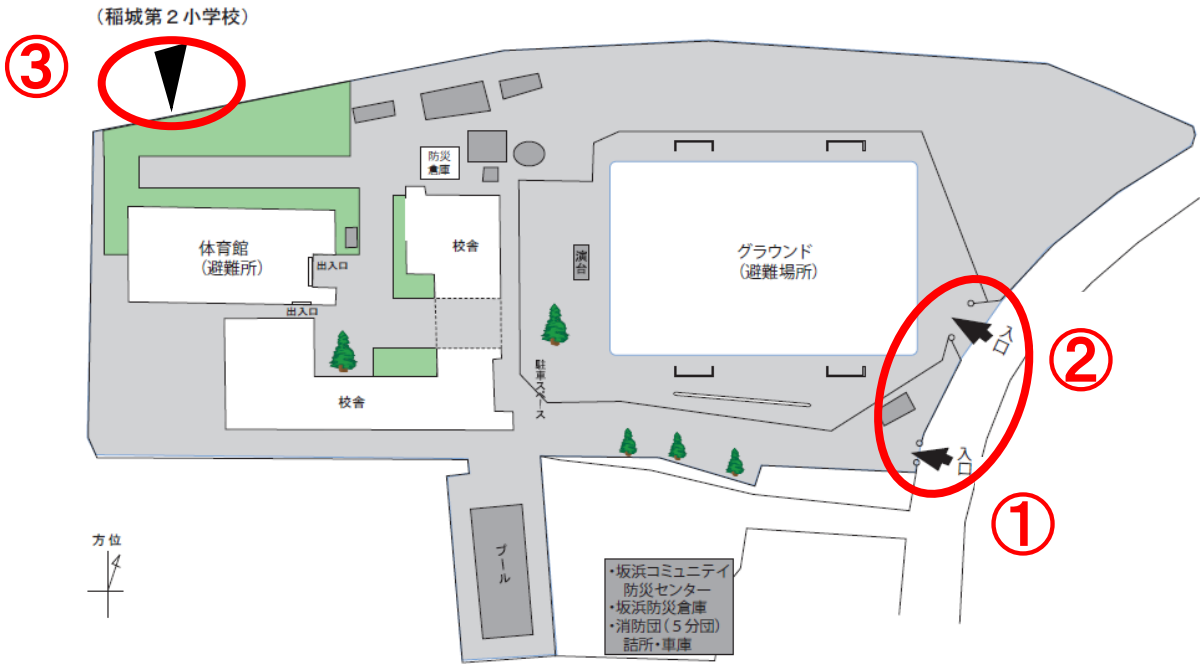 （稲城第２小学校）
③
防災
倉庫
体育館
（避難所）
出入口
出入口
校舎
校舎
演台
グラウンド
（避難場所）
駐車スペース
入口
②
入口
①
方位
プール
・坂浜コミュニテイ
防災センター
・坂浜防災倉庫
・消防団（５分団）
詰所・車庫